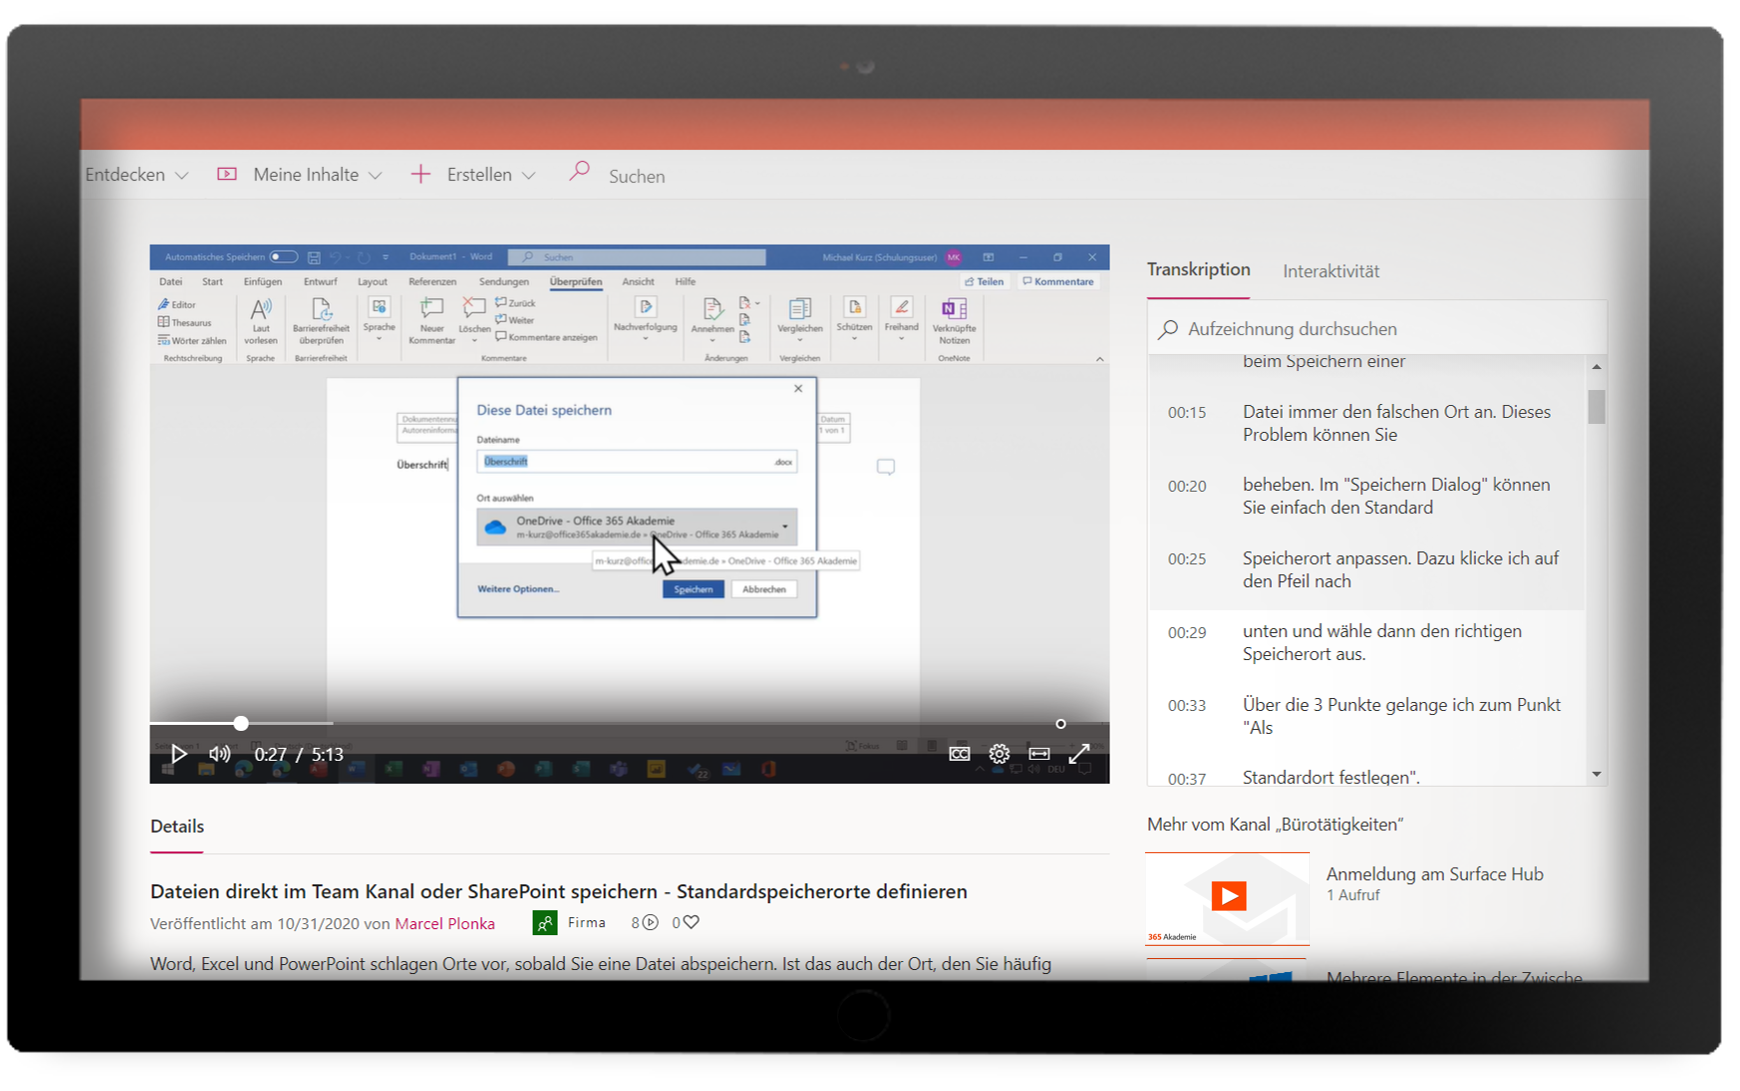 Entdecken
Meine Inhalte
Erstellen
Suchen
Automatisches Speichern
Dokument1 - Word
Suchen
Michael Kurz (Schulungsuser)
MK
Datei Start Einfügen Entwurf Layout Referenzen Sendungen Überprüfen Ansicht Hilfe
Teilen
Kommentare
Editor
Thesaurus
Wörter zählen
Rechtschreibung
Laut vorlesen
Sprache
Barrierefreiheit überprüfen
Barrierefreiheit
Sprache
Neuer Kommentar
Löschen
Zurück
Weiter
Kommentare anzeigen
Kommentare
Nachverfolgung
Annehmen
Änderungen
Vergleichen
Vergleichen
Schützen
Freihand
Verknüpfte Notizen
OneNote
Datum
1 von 1
Überschrift
Diese Datei speichern
Dateiname
Überschrift
.docx
Ort auswählen
OneDrive - Office 365 Akademie
m-kurz@office365akademie.de » OneDrive - Office 365 Akademie
OneDrive - Office 365 Akademie
Weitere Optionen...
Speichern
Abbrechen
0:27 / 5:13
CC
Fokus
22
DEU
Transkription
Interaktivität
Aufzeichnung durchsuchen
beim Speichern einer
00:15
Datei immer den falschen Ort an. Dieses
Problem können Sie
00:20
beheben. Im "Speichern Dialog" können
Sie einfach den Standard
00:25
Speicherort anpassen. Dazu klicke ich auf
den Pfeil nach
00:29
unten und wähle dann den richtigen
Speicherort aus.
00:33
Über die 3 Punkte gelange ich zum Punkt
"Als
00:37
Standardort festlegen".
Details
Dateien direkt im Team Kanal oder SharePoint speichern - Standardspeicherorte definieren
Veröffentlicht am 10/31/2020 von Marcel Plonka
Firma
8
0
Word, Excel und PowerPoint schlagen Orte vor, sobald Sie eine Datei abspeichern. Ist das auch der Ort, den Sie häufig
Mehr vom Kanal „Bürotätigkeiten“
365 Akademie
Anmeldung am Surface Hub
1 Aufruf
Mehrere Elemente in der Zwische